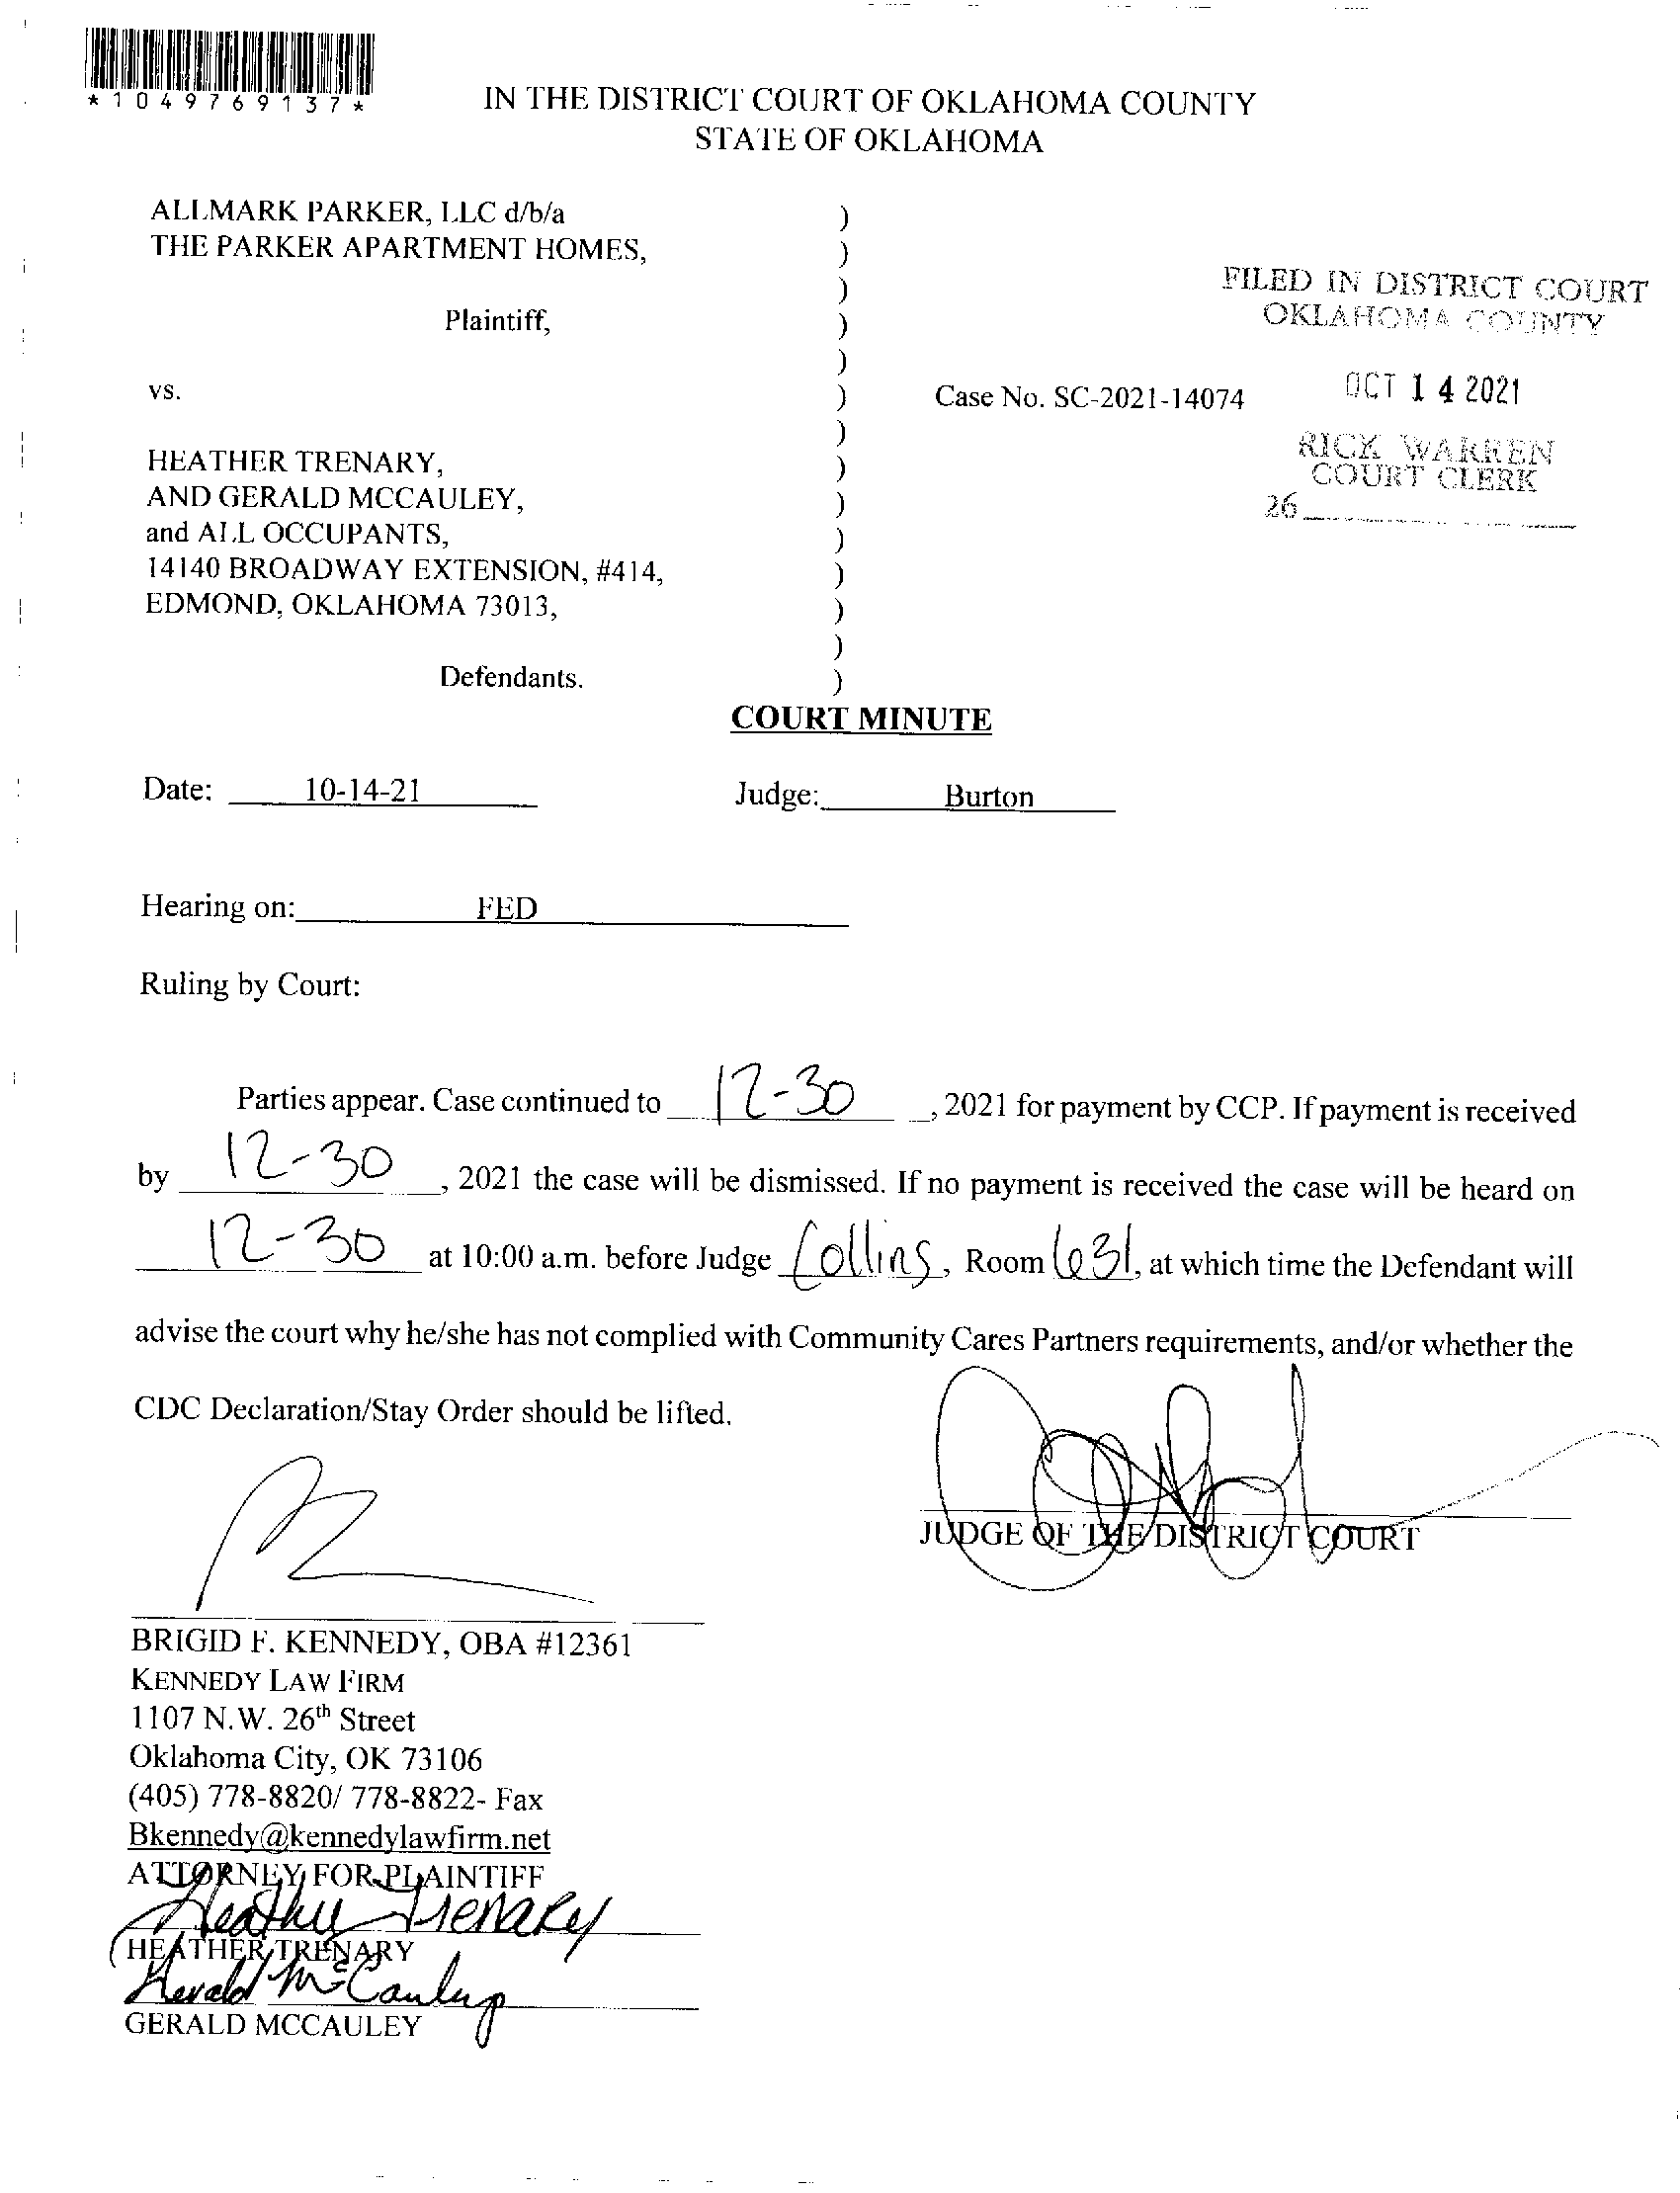 *1049769137*
IN THE DISTRICT COURT OF OKLAHOMA COUNTY
STATE OF OKLAHOMA
ALLMARK PARKER, LLC d/b/a )
THE PARKER APARTMENT HOMES, )
)
Plaintiff, )
)
vs. ) Case No. SC-2021-14074
)
HEATHER TRENARY, )
AND GERALD MCCAULEY, )
and ALL OCCUPANTS, )
14140 BROADWAY EXTENSION, #414, )
EDMOND, OKLAHOMA 73013, )
)
Defendants. )
FILED IN DISTRICT COURT
OKLAHOMA COUNTY
OCT 14 2021
RICK WARREN
COURT CLERK
26
COURT MINUTE
Date: 10-14-21 Judge: Burton
Hearing on: FED
Ruling by Court:
Parties appear. Case continued to 12-30, 2021 for payment by CCP. If payment is received
by 12-30, 2021 the case will be dismissed. If no payment is received the case will be heard on
12-30 at 10:00 a.m. before Judge Collins, Room 631, at which time the Defendant will
advise the court why he/she has not complied with Community Cares Partners requirements, and/or whether the
CDC Declaration/Stay Order should be lifted.
JUDGE OF THE DISTRICT COURT
BRIGID F. KENNEDY, OBA #12361
KENNEDY LAW FIRM
1107 N.W. 26th Street
Oklahoma City, OK 73106
(405) 778-8820/ 778-8822- Fax
Bkennedy@kennedylawfirm.net
ATTORNEY FOR PLAINTIFF
Heather Trenary
HEATHER TRENARY
Gerald McCauley
GERALD MCCAULEY